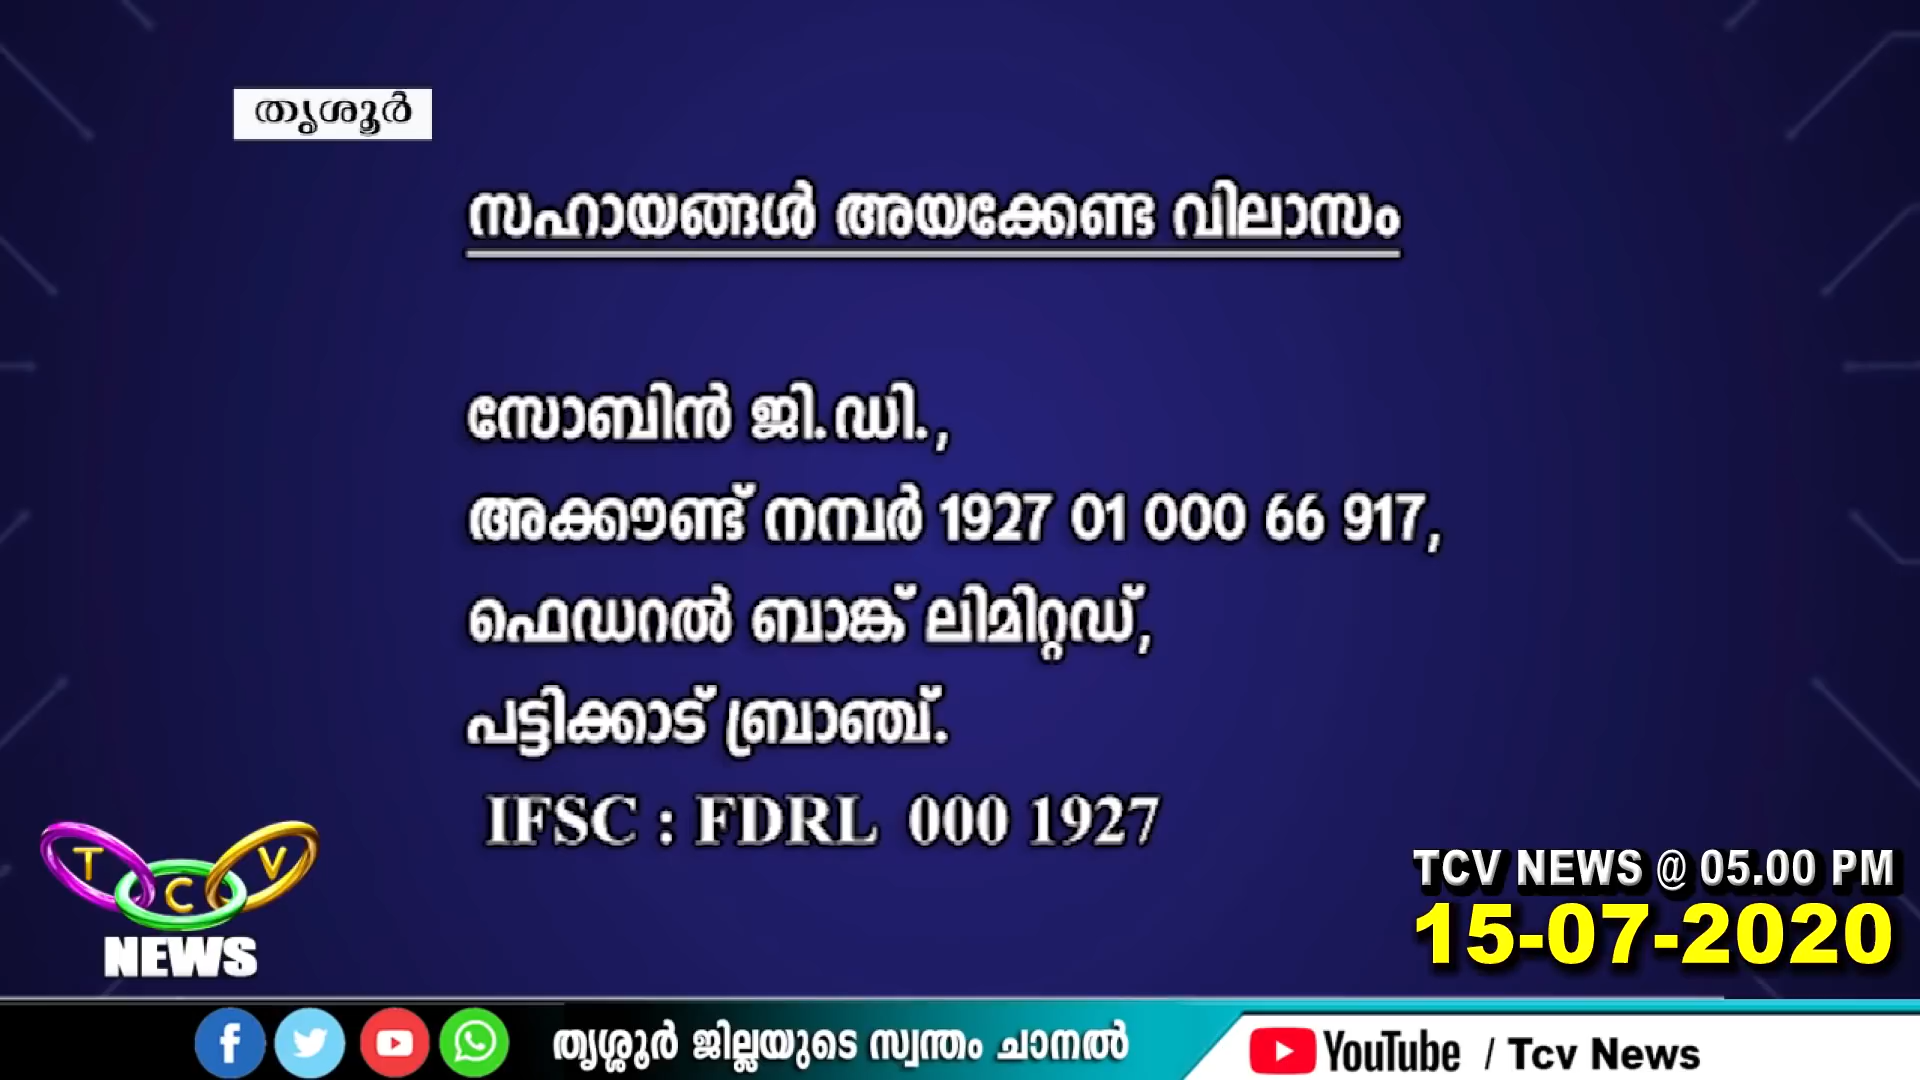 തൃശൂർ
സഹായങ്ങൾ അയക്കേണ്ട വിലാസം
സോബിൻ ജി.ഡി.,
അക്കൗണ്ട് നമ്പർ 1927 01 000 66 917,
ഫെഡറൽ ബാങ്ക് ലിമിറ്റഡ്,
പട്ടിക്കാട് ബ്രാഞ്ച്.
IFSC : FDRL 000 1927
T C V
NEWS
TCV NEWS @ 05.00 PM
15-07-2020
തൃശ്ശൂർ ജില്ലയുടെ സ്വന്തം ചാനൽ
YouTube / Tcv News